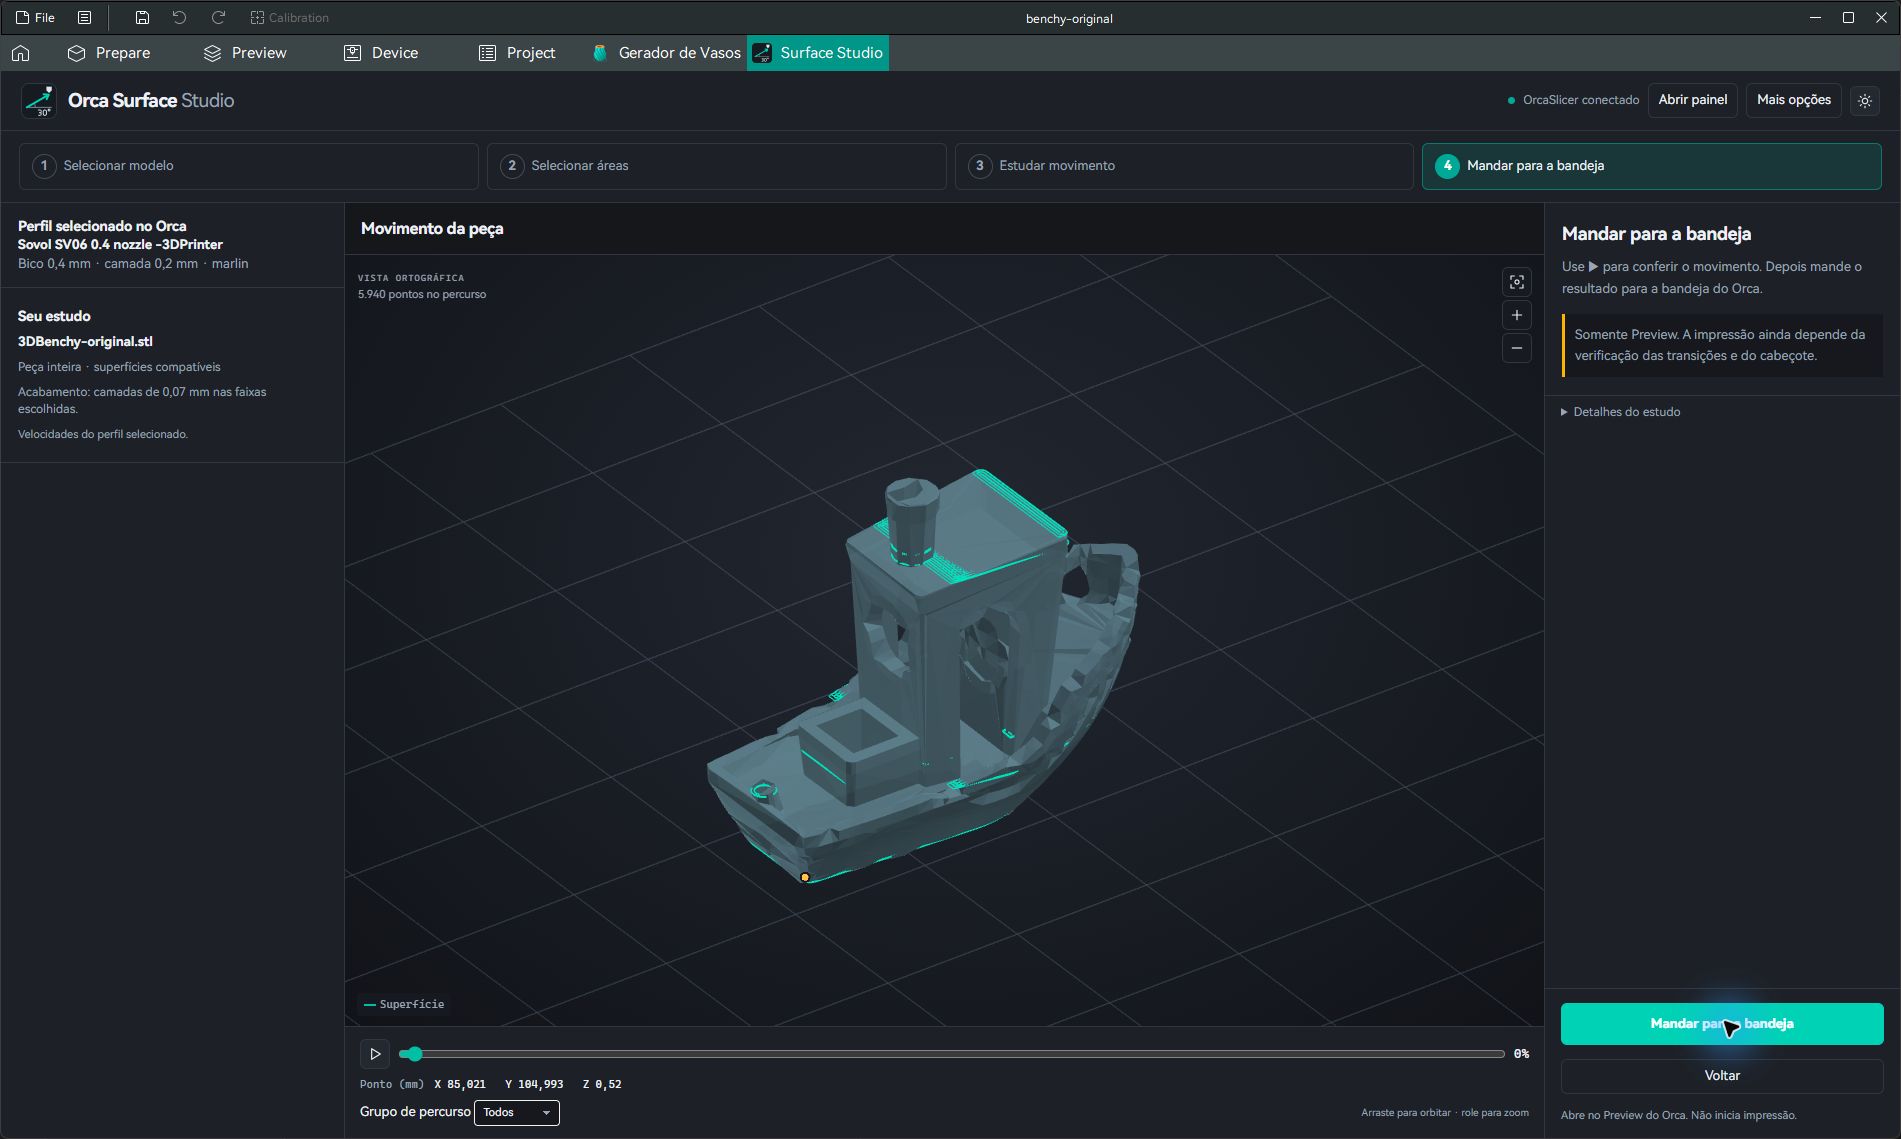 File
Calibration
benchy-original
Prepare
Preview
Device
Project
Gerador de Vasos
30°
Surface Studio
30°
Orca Surface Studio
OrcaSlicer conectado
Abrir painel
Mais opções
1 Selecionar modelo
2 Selecionar áreas
3 Estudar movimento
4 Mandar para a bandeja
Perfil selecionado no Orca
Sovol SV06 0.4 nozzle -3DPrinter
Bico 0,4 mm · camada 0,2 mm · marlin
Seu estudo
3DBenchy-original.stl
Peça inteira · superfícies compatíveis
Acabamento: camadas de 0,07 mm nas faixas
escolhidas.
Velocidades do perfil selecionado.
Movimento da peça
VISTA ORTOGRÁFICA
5.940 pontos no percurso
Superfície
0%
Ponto (mm) X 85,021 Y 104,993 Z 0,52
Grupo de percurso Todos
Arraste para orbitar · role para zoom
Mandar para a bandeja
Use ▶ para conferir o movimento. Depois mande o
resultado para a bandeja do Orca.
Somente Preview. A impressão ainda depende da
verificação das transições e do cabeçote.
Detalhes do estudo
Mandar para a bandeja
Voltar
Abre no Preview do Orca. Não inicia impressão.